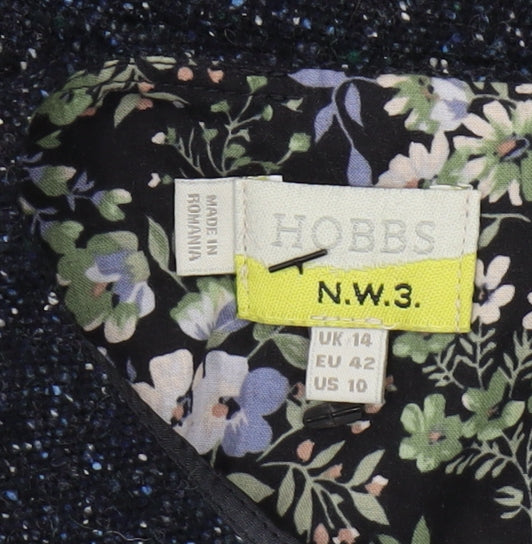 MADE IN
ROMANIA
HOBBS
N.W.3.
UK 14
EU 42
US 10